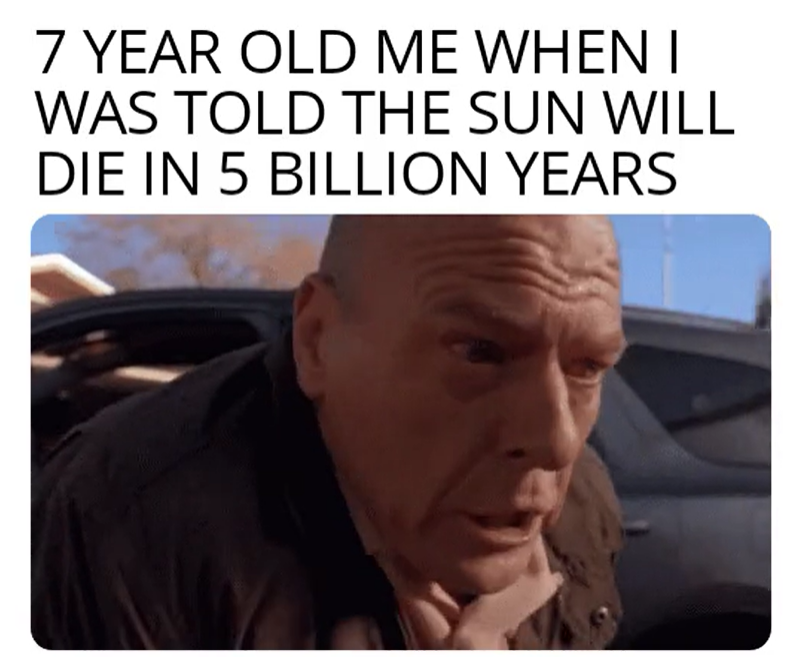 7 YEAR OLD ME WHEN I
WAS TOLD THE SUN WILL
DIE IN 5 BILLION YEARS